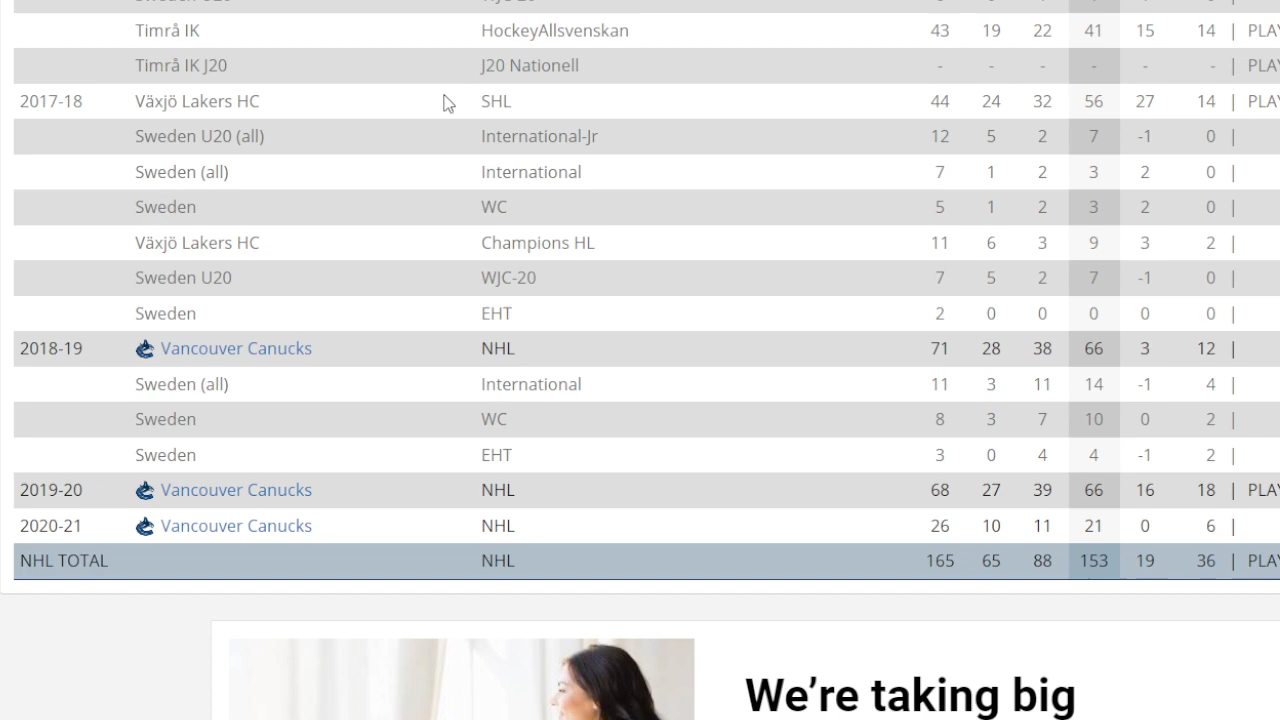 Timrå IK HockeyAllsvenskan 43 19 22 41 15 14 |
Timrå IK J20 J20 Nationell - - - - - - |
2017-18 Växjö Lakers HC SHL 44 24 32 56 27 14 |
Sweden U20 (all) International-Jr 12 5 2 7 -1 0 |
Sweden (all) International 7 1 2 3 2 0 |
Sweden WC 5 1 2 3 2 0 |
Växjö Lakers HC Champions HL 11 6 3 9 3 2 |
Sweden U20 WJC-20 7 5 2 7 -1 0 |
Sweden EHT 2 0 0 0 0 0 |
2018-19 Vancouver Canucks NHL 71 28 38 66 3 12 |
Sweden (all) International 11 3 11 14 -1 4 |
Sweden WC 8 3 7 10 0 2 |
Sweden EHT 3 0 4 4 -1 2 |
2019-20 Vancouver Canucks NHL 68 27 39 66 16 18 |
2020-21 Vancouver Canucks NHL 26 10 11 21 0 6 |
NHL TOTAL NHL 165 65 88 153 19 36 |
We're taking big